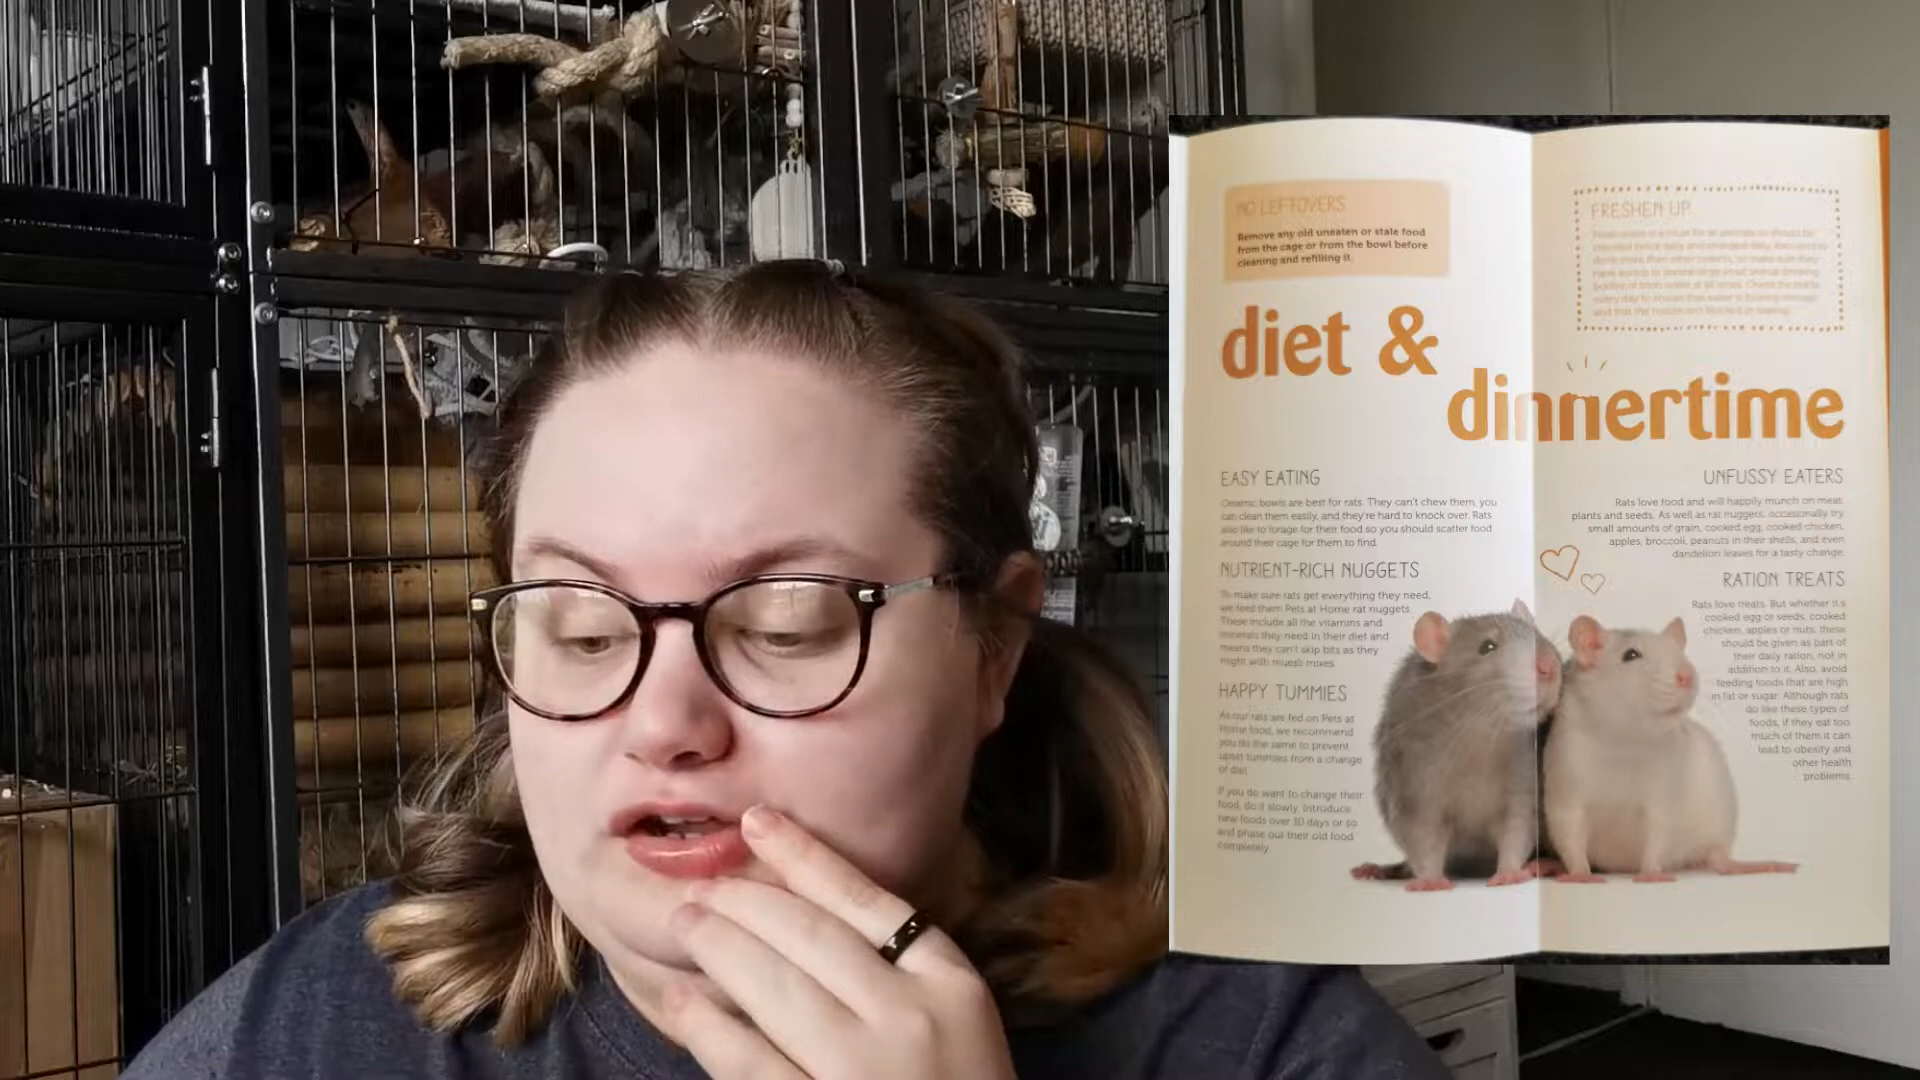 NO LEFTOVERS
Remove any old uneaten or stale food
from the cage or from the bowl before
cleaning and refilling it.
FRESHEN UP
diet &
dinnertime
EASY EATING
Ceramic bowls are best for rats. They can't chew them, you
can clean them easily, and they're hard to knock over. Rats
also like to forage for their food so you should scatter food
around their cage for them to find.
NUTRIENT-RICH NUGGETS
To make sure rats get everything they need,
we feed them Pets at Home rat nuggets.
These include all the vitamins and
minerals they need in their diet and
means they can't skip bits as they
might with muesli mixes.
HAPPY TUMMIES
As our rats are fed on Pets at
Home food, we recommend
you do the same to prevent
upset tummies from a change
of diet.
If you do want to change their
food, do it slowly. Introduce
new foods over 10 days or so
and phase out their old food
completely.
UNFUSSY EATERS
Rats love food and will happily munch on meat,
plants and seeds. As well as rat nuggets, occasionally try
small amounts of grain, cooked egg, cooked chicken,
apples, broccoli, peanuts in their shells, and even
dandelion leaves for a tasty change.
RATION TREATS
Rats love treats. But whether it's
cooked egg or seeds, cooked
chicken, apples or nuts, these
should be given as part of
their daily ration, not in
addition to it. Also, avoid
feeding foods that are high
in fat or sugar. Although rats
do like these types of
foods, if they eat too
much of them it can
lead to obesity and
other health
problems.